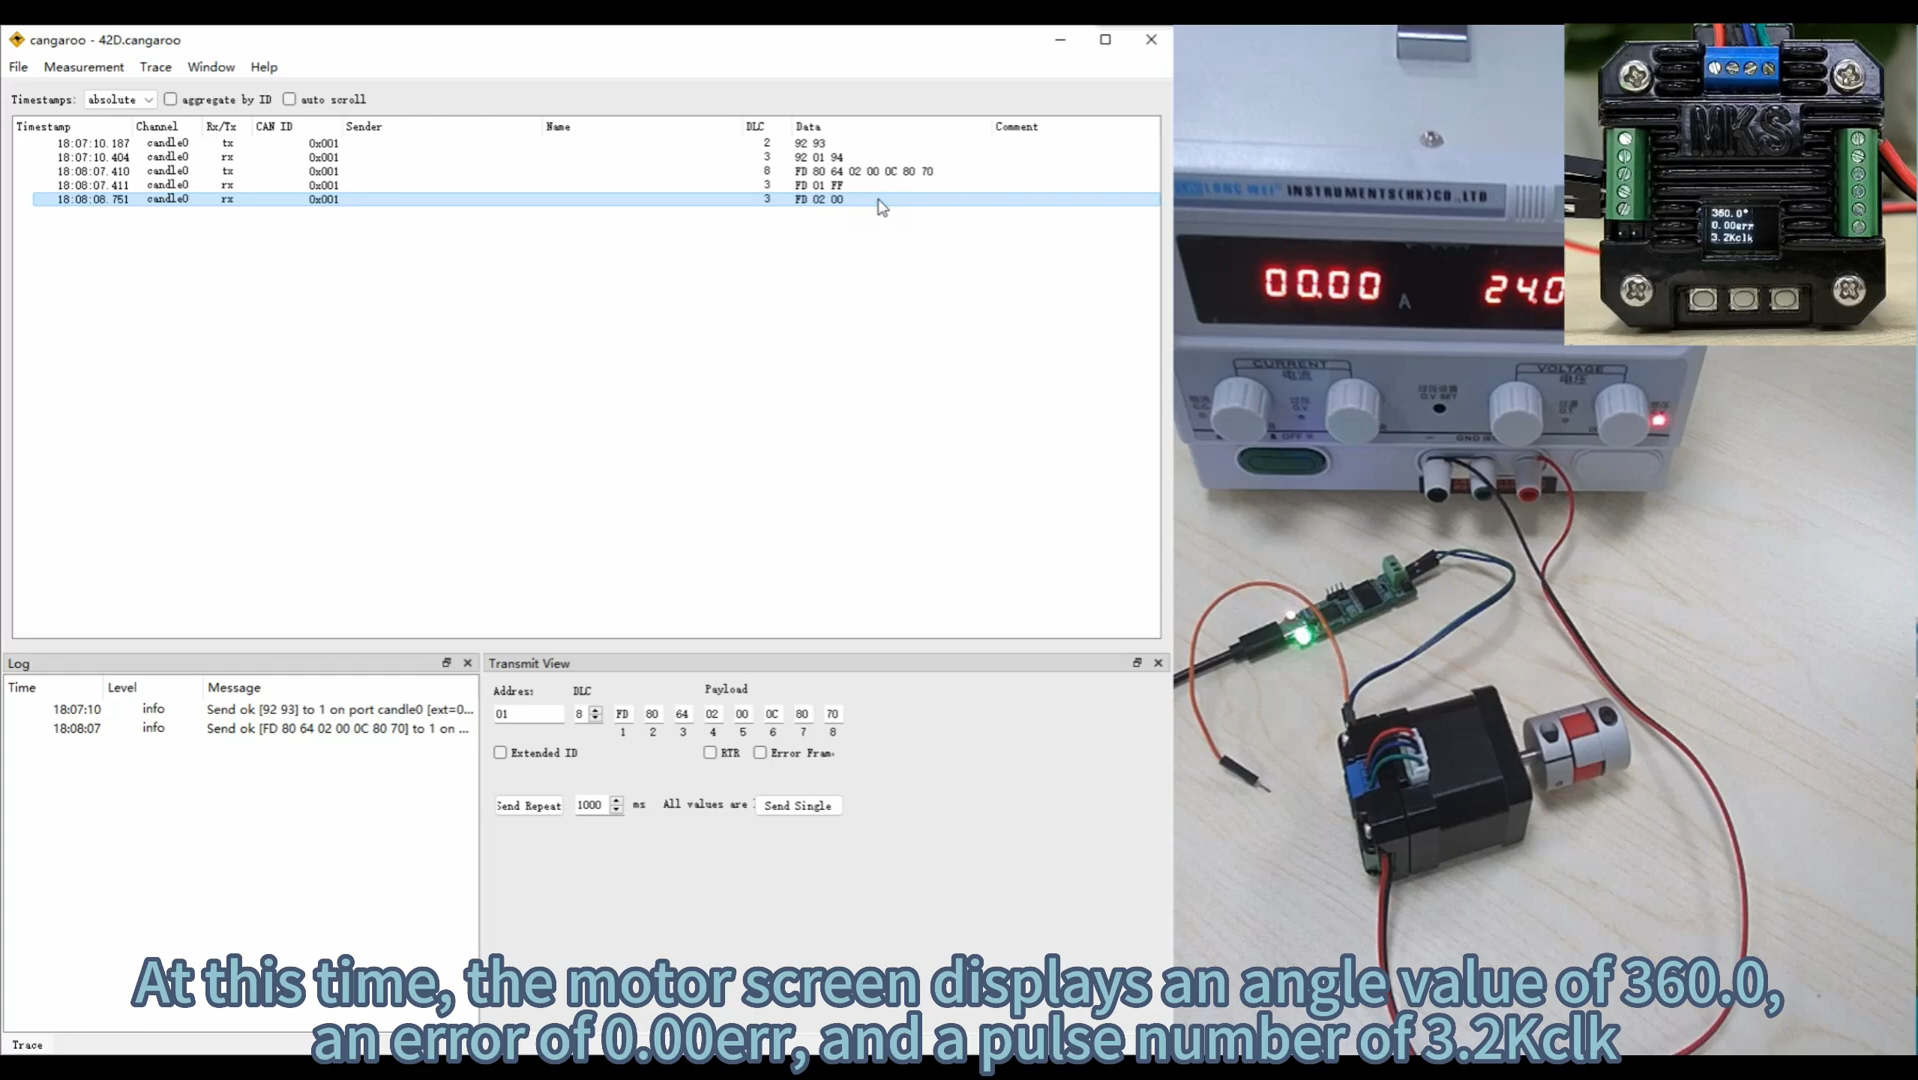 cangaroo - 42D.cangaroo
File Measurement Trace Window Help
Timestamps: absolute aggregate by ID auto scroll
Timestamp Channel Rx/Tx CAN ID Sender Name DLC Data Comment
18:07:10.187 candle0 tx 0x001 2 92 93
18:07:10.404 candle0 rx 0x001 3 92 01 94
18:08:07.410 candle0 tx 0x001 8 FD 80 64 02 00 0C 80 70
18:08:07.411 candle0 rx 0x001 3 FD 01 FF
18:08:08.751 candle0 rx 0x001 3 FD 02 00
Log
Time Level Message
18:07:10 info Send ok [92 93] to 1 on port candle0 [ext=0...
18:08:07 info Send ok [FD 80 64 02 00 0C 80 70] to 1 on ...
Trace
Transmit View
Address: DLC Payload
01 8 FD 80 64 02 00 0C 80 70
1 2 3 4 5 6 7 8
Extended ID RTR Error Fram
Send Repeat 1000 ms All values are Send Single
LONG WEI INSTRUMENTS(HK)CO.,LTD
00.00 A 24.0
CURRENT
电流
VOLTAGE
电压
O.V SET
OFF
GND
MKS
360.0°
0.00err
3.2Kclk
At this time, the motor screen displays an angle value of 360.0,
an error of 0.00err, and a pulse number of 3.2Kclk